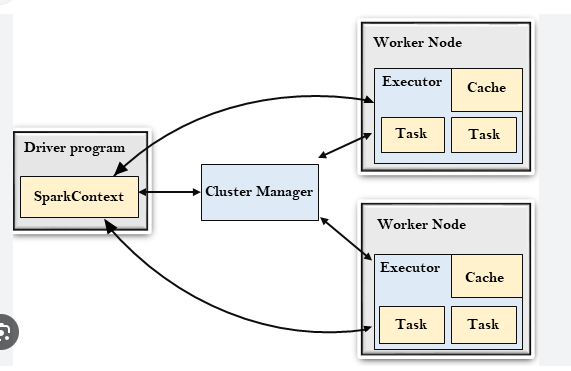 Driver program
SparkContext
Cluster Manager
Worker Node
Executor
Cache
Task
Task
Worker Node
Executor
Cache
Task
Task